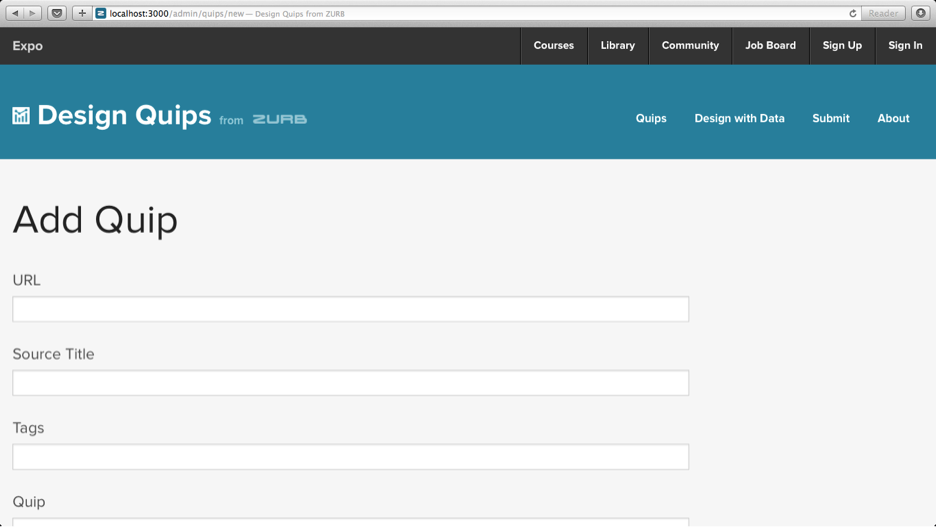 localhost:3000/admin/quips/new — Design Quips from ZURB
Reader
Expo
Courses
Library
Community
Job Board
Sign Up
Sign In
Design Quips from ZURB
Quips
Design with Data
Submit
About
Add Quip
URL
Source Title
Tags
Quip